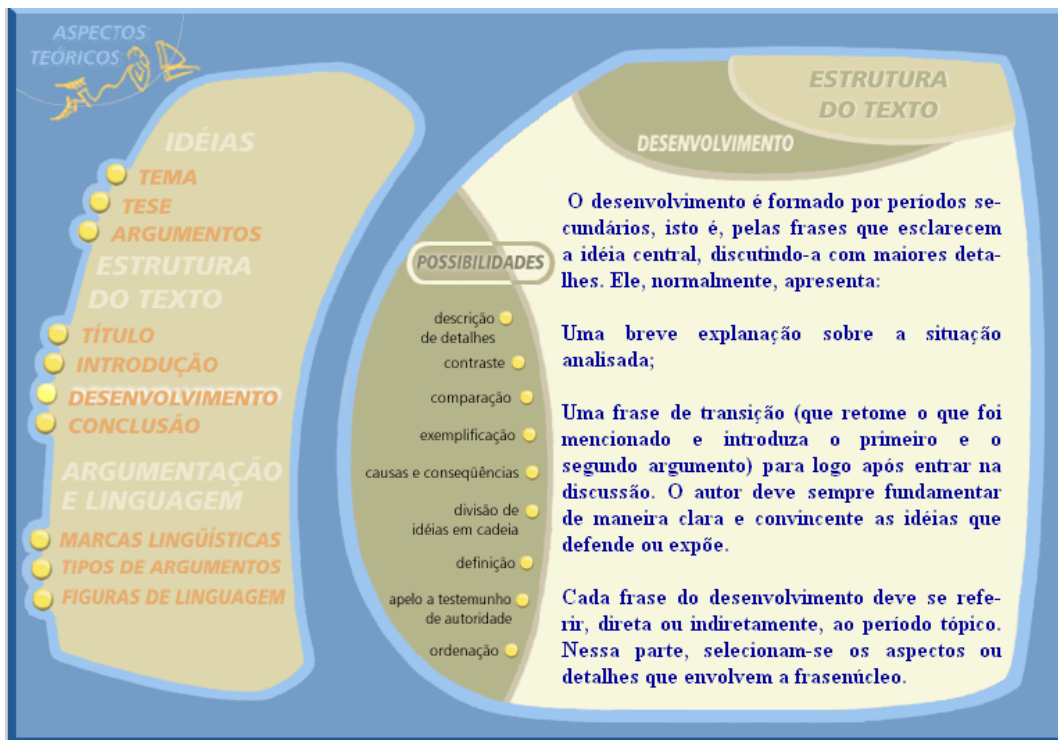 ASPECTOS
TEÓRICOS
IDÉIAS
TEMA
TESE
ARGUMENTOS
ESTRUTURA
DO TEXTO
TÍTULO
INTRODUÇÃO
DESENVOLVIMENTO
CONCLUSÃO
ARGUMENTAÇÃO
E LINGUAGEM
MARCAS LINGÜÍSTICAS
TIPOS DE ARGUMENTOS
FIGURAS DE LINGUAGEM
POSSIBILIDADES
descrição
de detalhes
contraste
comparação
exemplificação
causas e conseqüências
divisão de
idéias em cadeia
definição
apelo a testemunho
de autoridade
ordenação
ESTRUTURA
DO TEXTO
DESENVOLVIMENTO
O desenvolvimento é formado por períodos se-
cundários, isto é, pelas frases que esclarecem
a idéia central, discutindo-a com maiores deta-
lhes. Ele, normalmente, apresenta:
Uma breve explanação sobre a situação
analisada;
Uma frase de transição (que retome o que foi
mencionado e introduza o primeiro e o
segundo argumento) para logo após entrar na
discussão. O autor deve sempre fundamentar
de maneira clara e convincente as idéias que
defende ou expõe.
Cada frase do desenvolvimento deve se refe-
rir, direta ou indiretamente, ao período tópico.
Nessa parte, selecionam-se os aspectos ou
detalhes que envolvem a frasenúcleo.